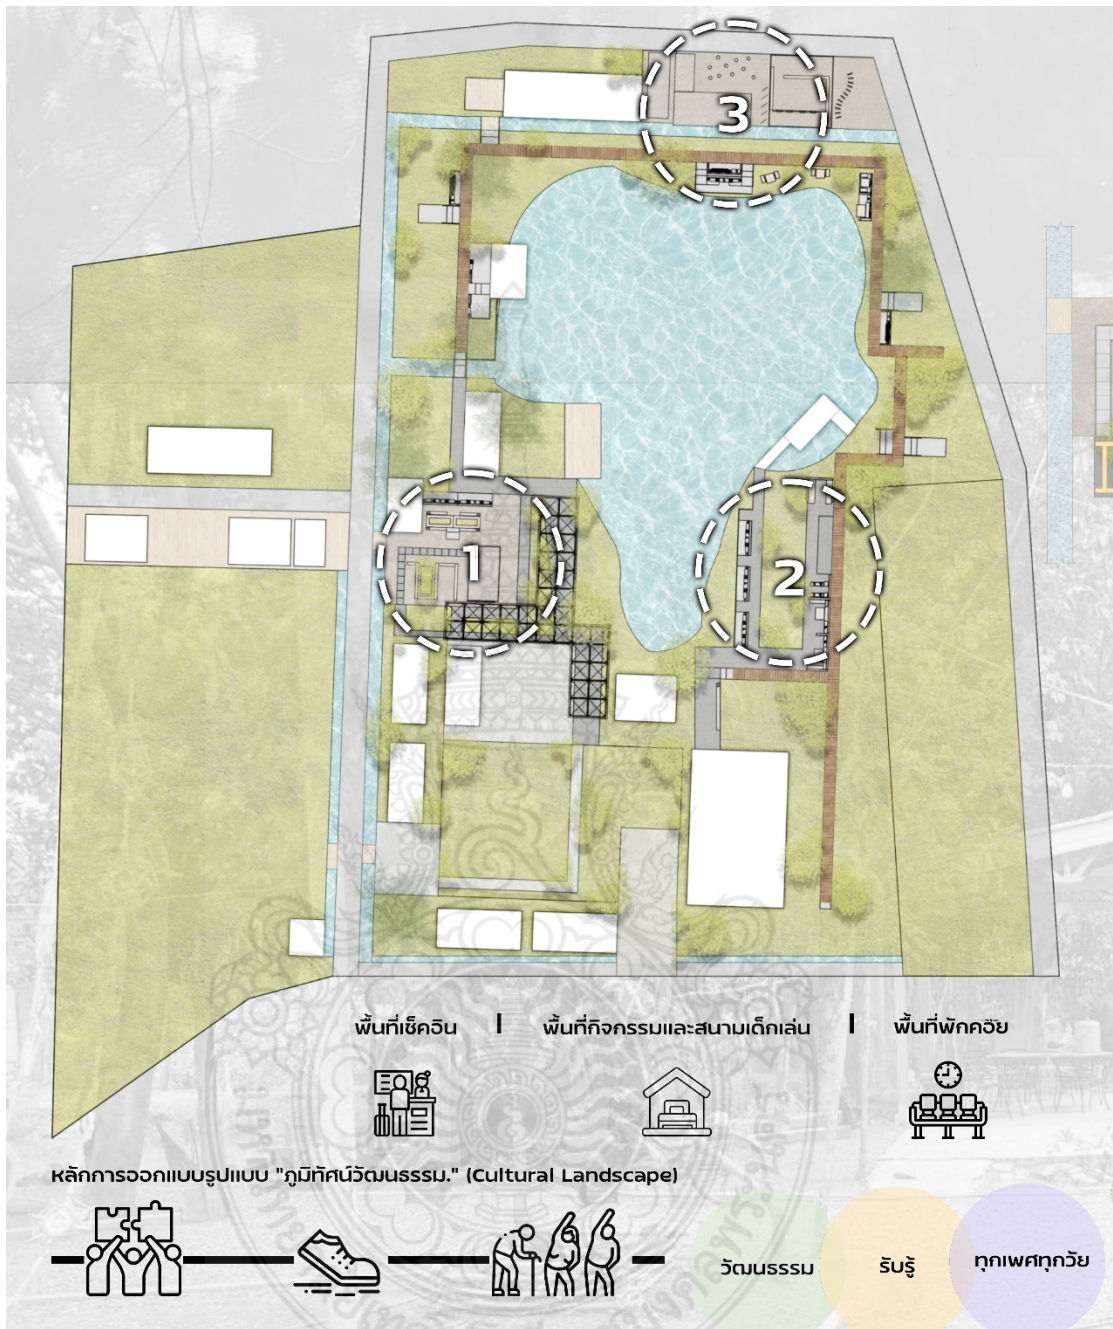 3
1
2
พื้นที่เช็คอิน | พื้นที่กิจกรรมและสนามเด็กเล่น | พื้นที่พักคอย
หลักการออกแบบรูปแบบ "ภูมิทัศน์วัฒนธรรม." (Cultural Landscape)
วัฒนธรรม รับรู้ ทุกเพศทุกวัย